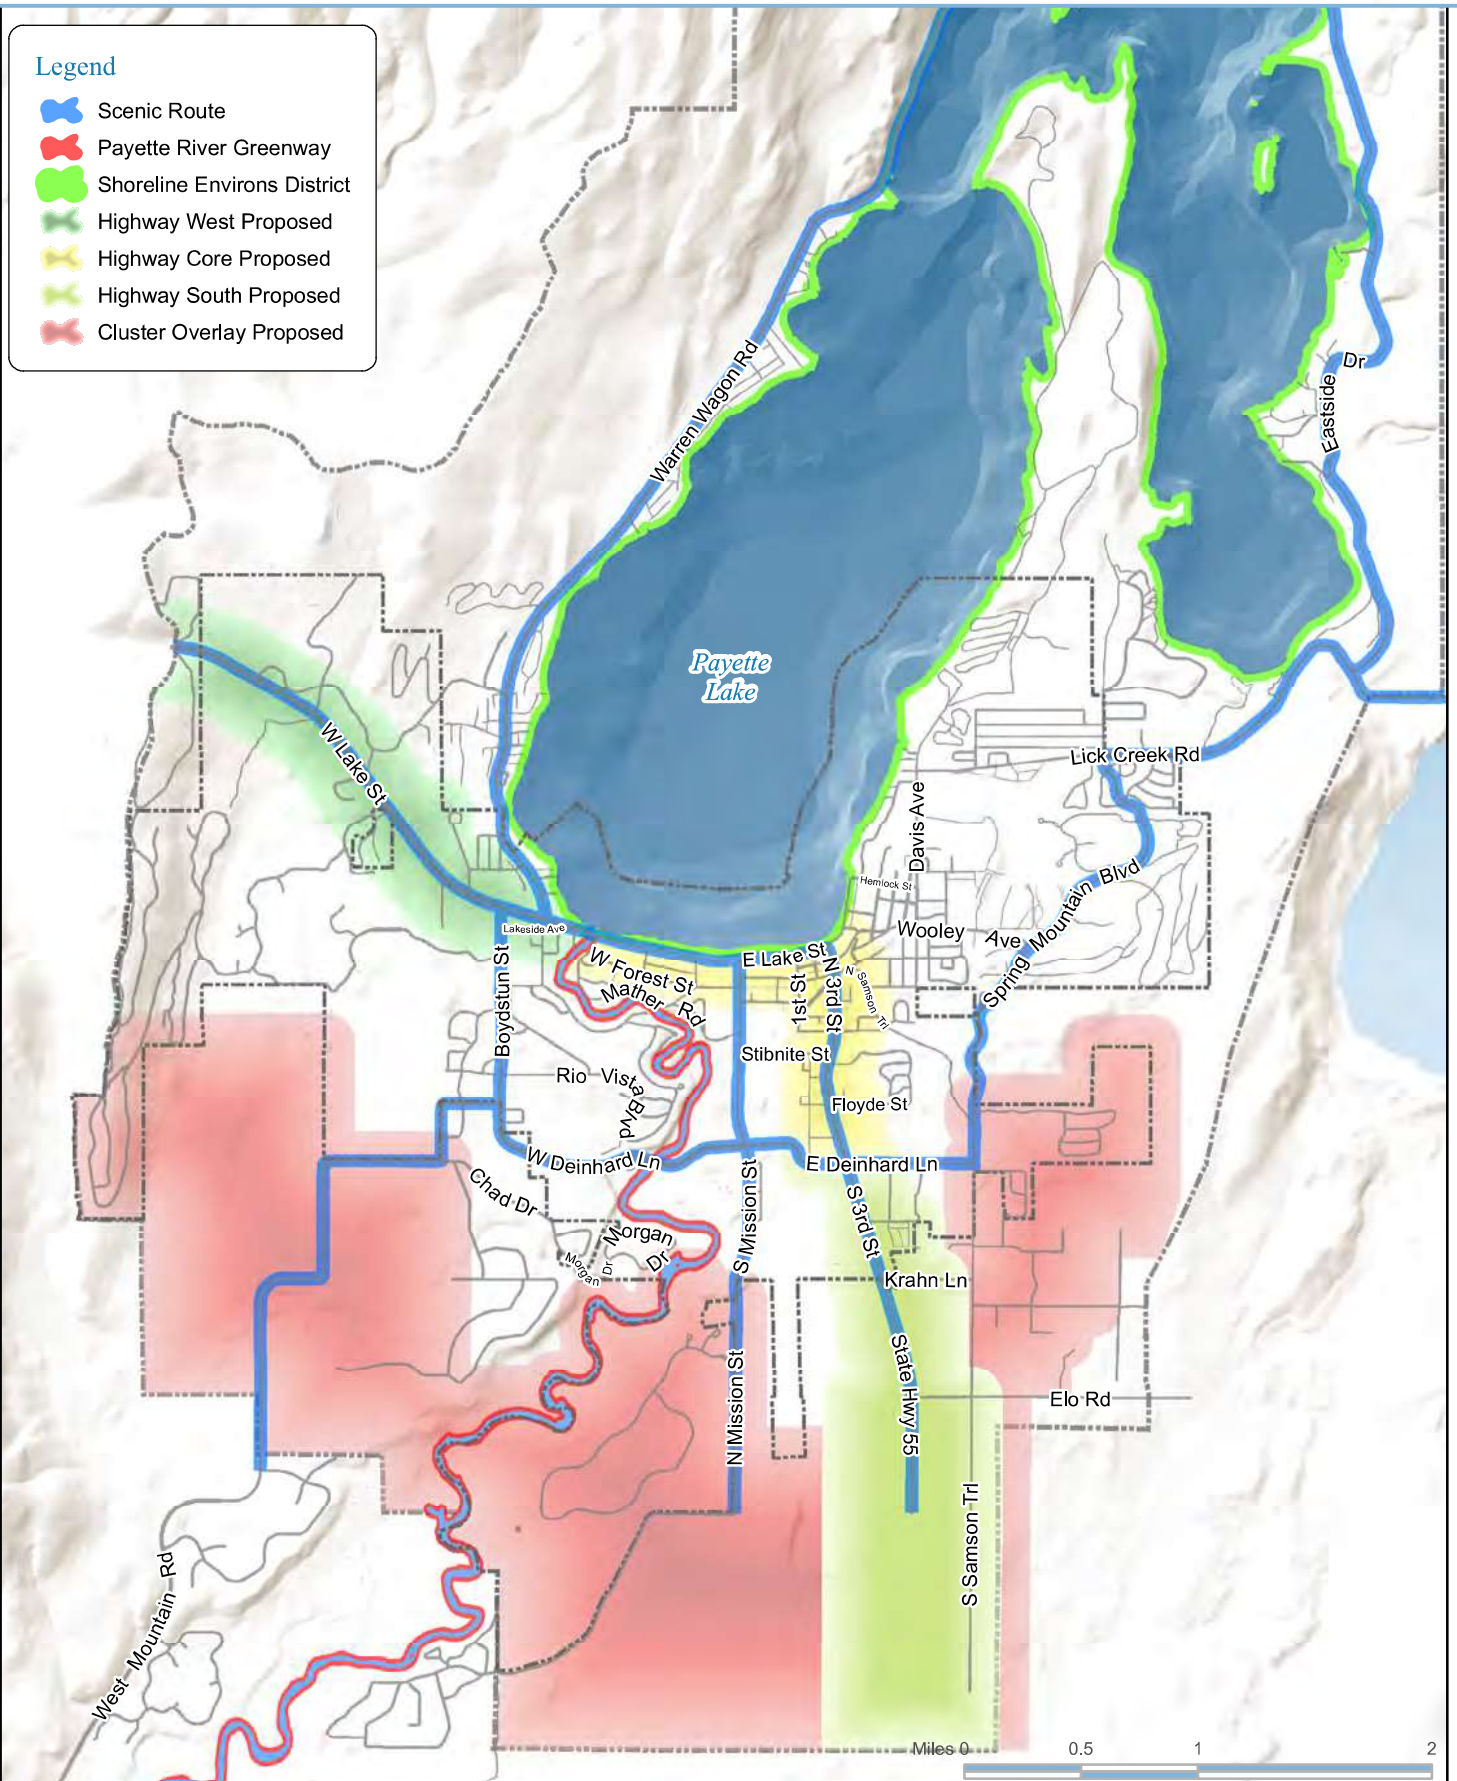 Legend
Scenic Route
Payette River Greenway
Shoreline Environs District
Highway West Proposed
Highway Core Proposed
Highway South Proposed
Cluster Overlay Proposed
Warren Wagon Rd
Eastside Dr
Payette
Lake
W Lake St
Lick Creek Rd
Davis Ave
Hemlock St
Spring Mountain Blvd
Wooley Ave
Lakeside Ave
E Lake St
W Forest St
Mather Rd
N 3rd St
N Samson Trl
1st St
Boydstun St
Stibnite St
Rio Vista Blvd
Floyde St
W Deinhard Ln
E Deinhard Ln
Chad Dr
S Mission St
S 3rd St
Morgan Dr
Morgan Dr
Krahn Ln
State Hwy 55
N Mission St
Elo Rd
S Samson Trl
West Mountain Rd
Miles 0 0.5 1 2